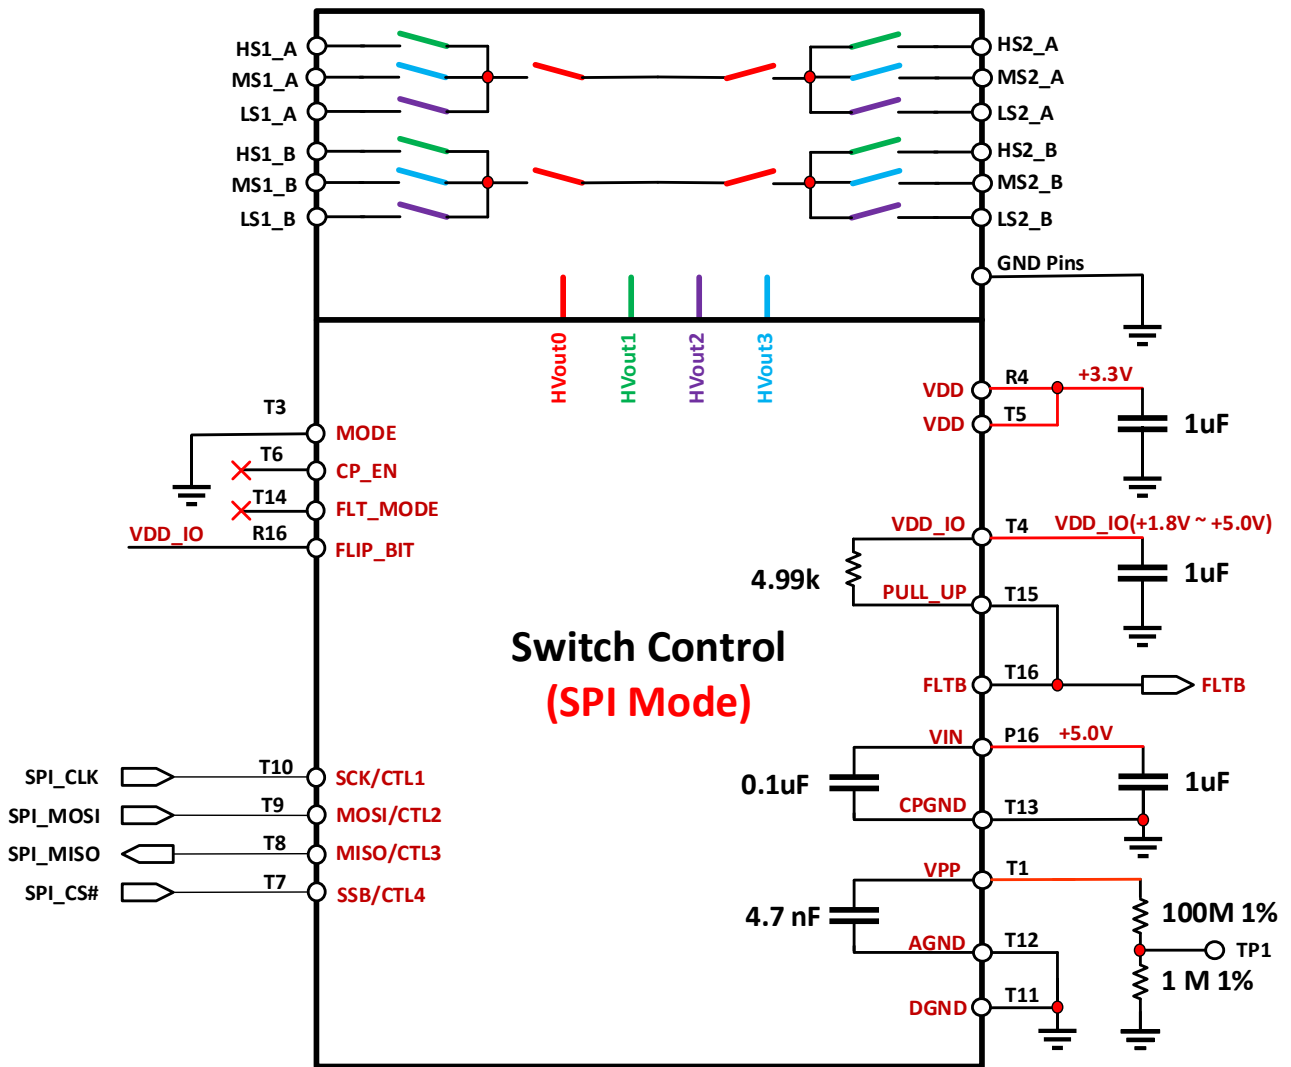 HS1_A
MS1_A
LS1_A
HS1_B
MS1_B
LS1_B
HS2_A
MS2_A
LS2_A
HS2_B
MS2_B
LS2_B
GND Pins
HVout0
HVout1
HVout2
HVout3
T3
MODE
T6
CP_EN
T14
FLT_MODE
VDD_IO
R16
FLIP_BIT
VDD
R4
+3.3V
VDD
T5
1uF
VDD_IO
T4
VDD_IO(+1.8V ~ +5.0V)
4.99k
1uF
PULL_UP
T15
Switch Control
(SPI Mode)
FLTB
T16
FLTB
VIN
P16
+5.0V
0.1uF
1uF
CPGND
T13
SPI_CLK
T10
SCK/CTL1
SPI_MOSI
T9
MOSI/CTL2
SPI_MISO
T8
MISO/CTL3
SPI_CS#
T7
SSB/CTL4
VPP
T1
4.7 nF
100M 1%
AGND
T12
TP1
1 M 1%
DGND
T11